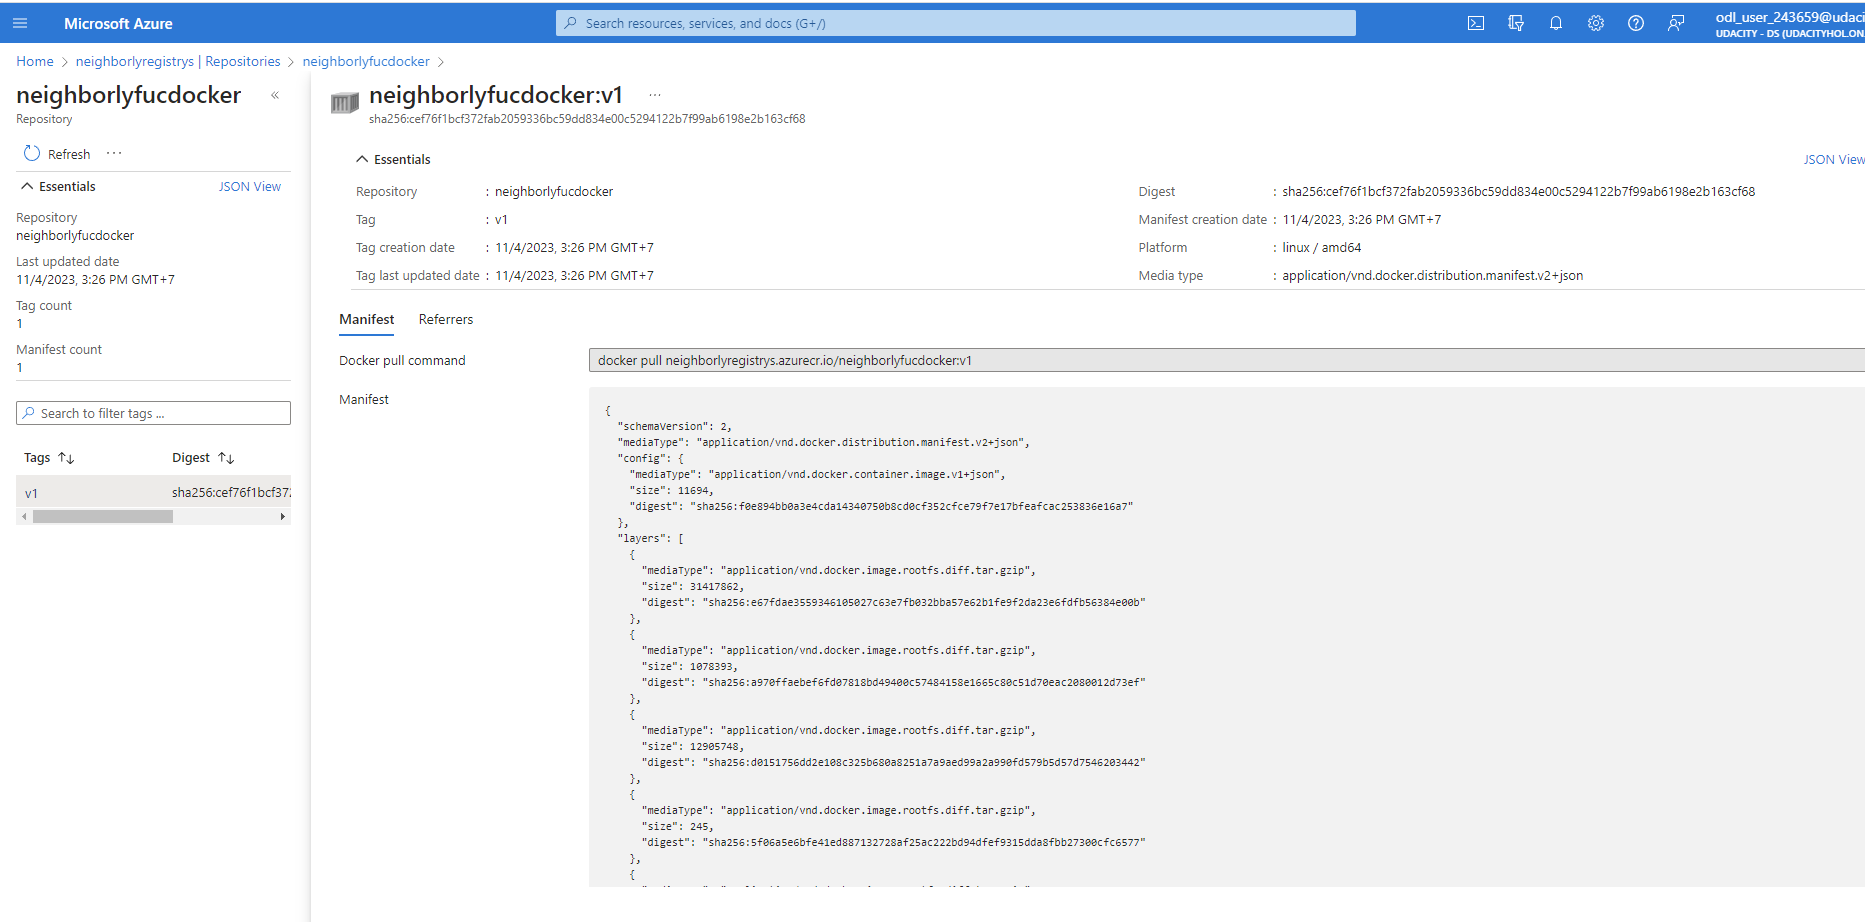 Microsoft Azure
Search resources, services, and docs (G+/)
odl_user_243659@udaci
UDACITY - DS (UDACITYHOL.ON
Home > neighborlyregistrys | Repositories > neighborlyfucdocker >
neighborlyfucdocker
Repository
Refresh
Essentials
JSON View
Repository
neighborlyfucdocker
Last updated date
11/4/2023, 3:26 PM GMT+7
Tag count
1
Manifest count
1
Search to filter tags ...
Tags Digest
v1 sha256:cef76f1bcf372
neighborlyfucdocker:v1 ...
sha256:cef76f1bcf372fab2059336bc59dd834e00c5294122b7f99ab6198e2b163cf68
Essentials
JSON View
Repository : neighborlyfucdocker
Tag : v1
Tag creation date : 11/4/2023, 3:26 PM GMT+7
Tag last updated date : 11/4/2023, 3:26 PM GMT+7
Digest : sha256:cef76f1bcf372fab2059336bc59dd834e00c5294122b7f99ab6198e2b163cf68
Manifest creation date : 11/4/2023, 3:26 PM GMT+7
Platform : linux / amd64
Media type : application/vnd.docker.distribution.manifest.v2+json
Manifest Referrers
Docker pull command
docker pull neighborlyregistrys.azurecr.io/neighborlyfucdocker:v1
Manifest
{
"schemaVersion": 2,
"mediaType": "application/vnd.docker.distribution.manifest.v2+json",
"config": {
"mediaType": "application/vnd.docker.container.image.v1+json",
"size": 11694,
"digest": "sha256:f0e894bb0a3e4cda14340750b8cd0cf352cfce79f7e17bfeafcac253836e16a7"
},
"layers": [
{
"mediaType": "application/vnd.docker.image.rootfs.diff.tar.gzip",
"size": 31417862,
"digest": "sha256:e67fdae3559346105027c63e7fb032bba57e62b1fe9f2da23e6fdfb56384e00b"
},
{
"mediaType": "application/vnd.docker.image.rootfs.diff.tar.gzip",
"size": 1078393,
"digest": "sha256:a970ffaebef6fd07818bd49400c57484158e1665c80c51d70eac2080012d73ef"
},
{
"mediaType": "application/vnd.docker.image.rootfs.diff.tar.gzip",
"size": 12905748,
"digest": "sha256:d0151756dd2e108c325b680a8251a7a9aed99a2a990fd579b5d57d7546203442"
},
{
"mediaType": "application/vnd.docker.image.rootfs.diff.tar.gzip",
"size": 245,
"digest": "sha256:5f06a5e6bfe41ed887132728af25ac222bd94dfef9315dda8fbb27300cfc6577"
},
{